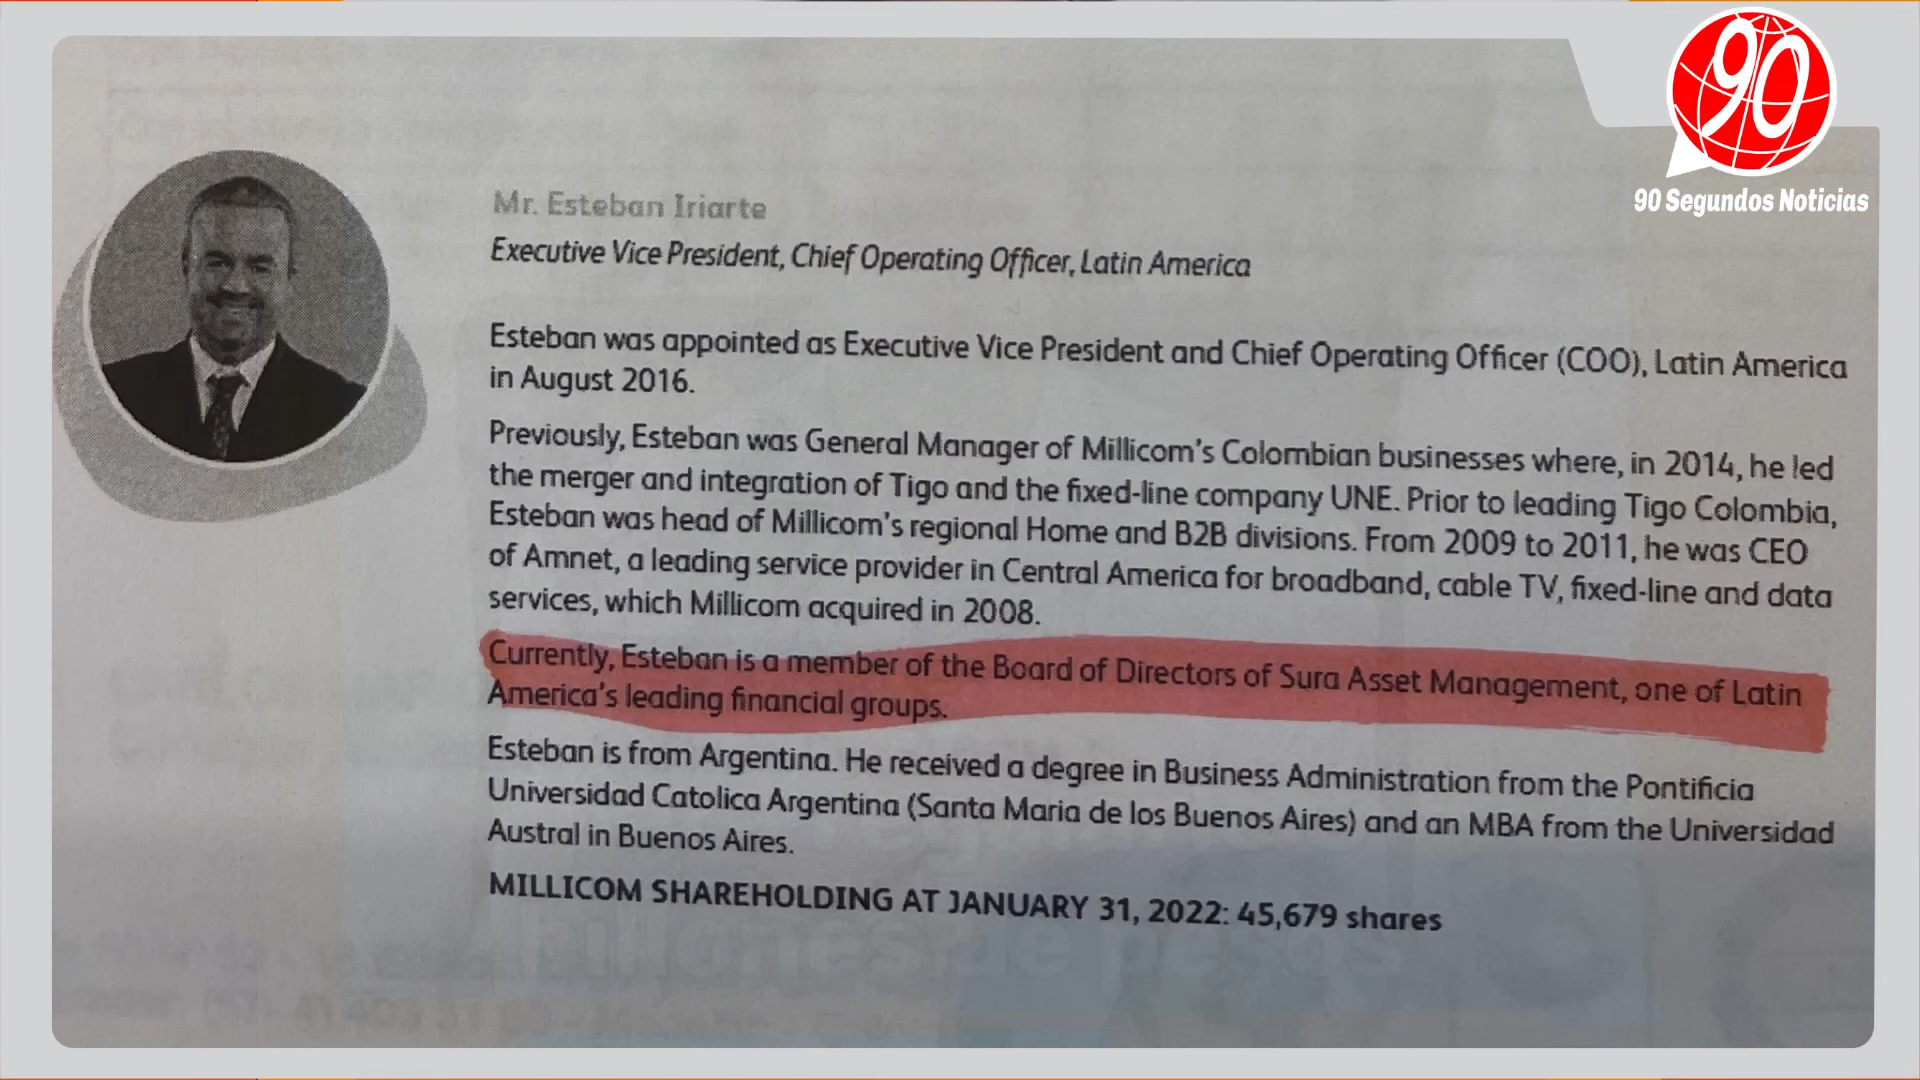 90
90 Segundos Noticias
Mr. Esteban Iriarte
Executive Vice President, Chief Operating Officer, Latin America
Esteban was appointed as Executive Vice President and Chief Operating Officer (COO), Latin America
in August 2016.
Previously, Esteban was General Manager of Millicom's Colombian businesses where, in 2014, he led
the merger and integration of Tigo and the fixed-line company UNE. Prior to leading Tigo Colombia,
Esteban was head of Millicom's regional Home and B2B divisions. From 2009 to 2011, he was CEO
of Amnet, a leading service provider in Central America for broadband, cable TV, fixed-line and data
services, which Millicom acquired in 2008.
Currently, Esteban is a member of the Board of Directors of Sura Asset Management, one of Latin
America's leading financial groups.
Esteban is from Argentina. He received a degree in Business Administration from the Pontificia
Universidad Catolica Argentina (Santa Maria de los Buenos Aires) and an MBA from the Universidad
Austral in Buenos Aires.
MILLICOM SHAREHOLDING AT JANUARY 31, 2022: 45,679 shares
billones de pesos